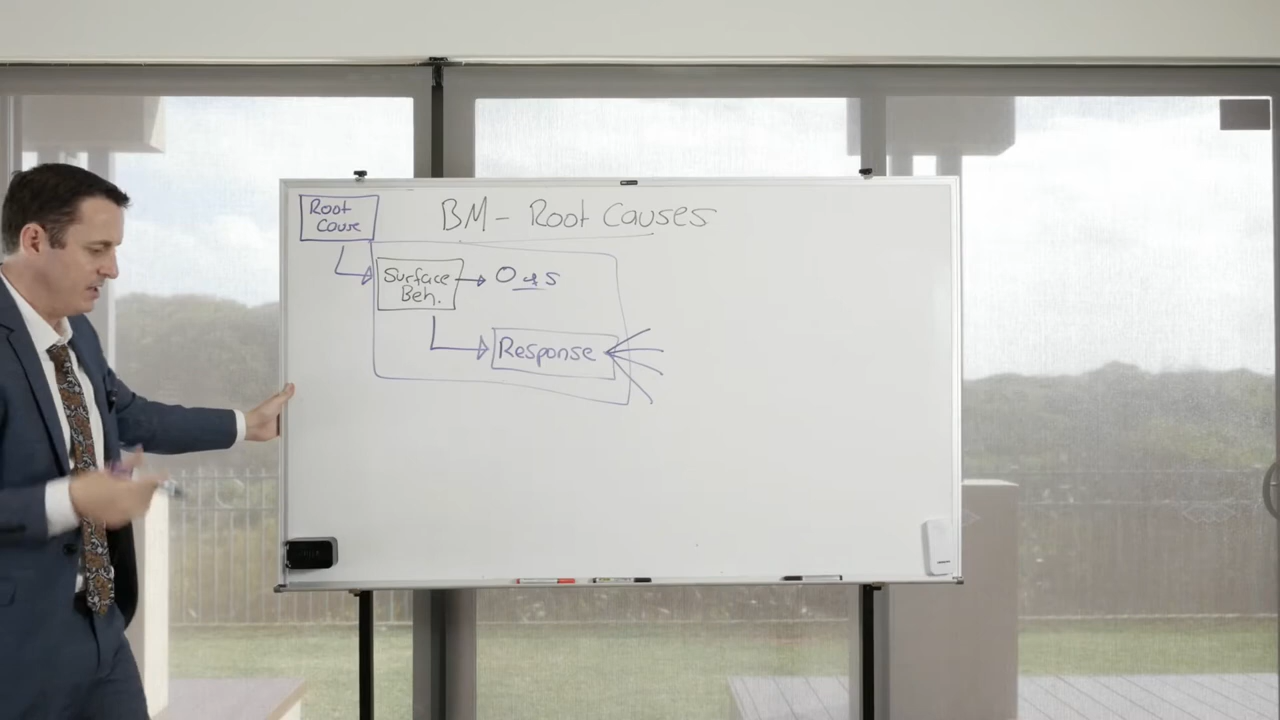 BM - Root Causes
Root
Cause
Surface
Beh.
Response